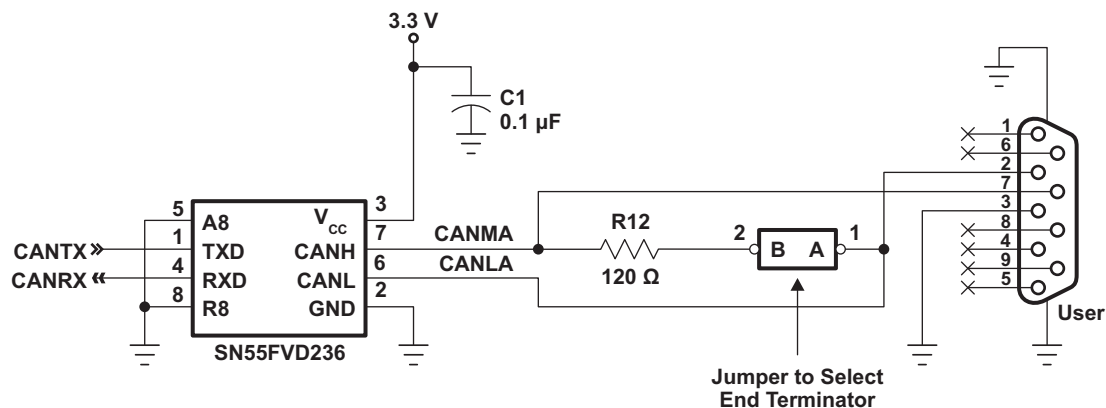 3.3 V
C1
0.1 µF
1
6
2
7
3
8
4
9
5
User
5
1
4
8
A8
TXD
RXD
R8
VCC
CANH
CANL
GND
3
7
6
2
CANTX
CANRX
SN55FVD236
CANMA
CANLA
R12
120 Ω
2
B
A
1
Jumper to Select
End Terminator